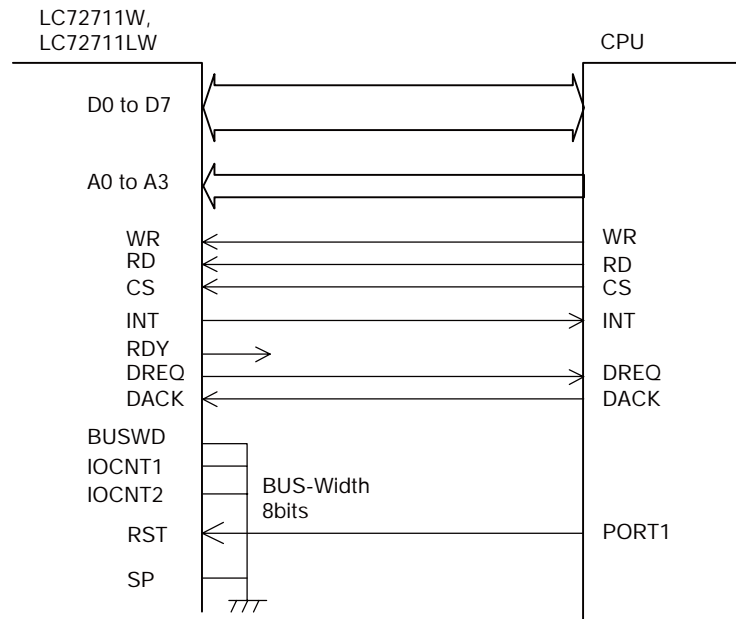 LC72711W,
LC72711LW
CPU
D0 to D7
A0 to A3
WR
WR
RD
RD
CS
CS
INT
INT
RDY
DREQ
DREQ
DACK
DACK
BUSWD
IOCNT1
IOCNT2
BUS-Width
8bits
RST
PORT1
SP